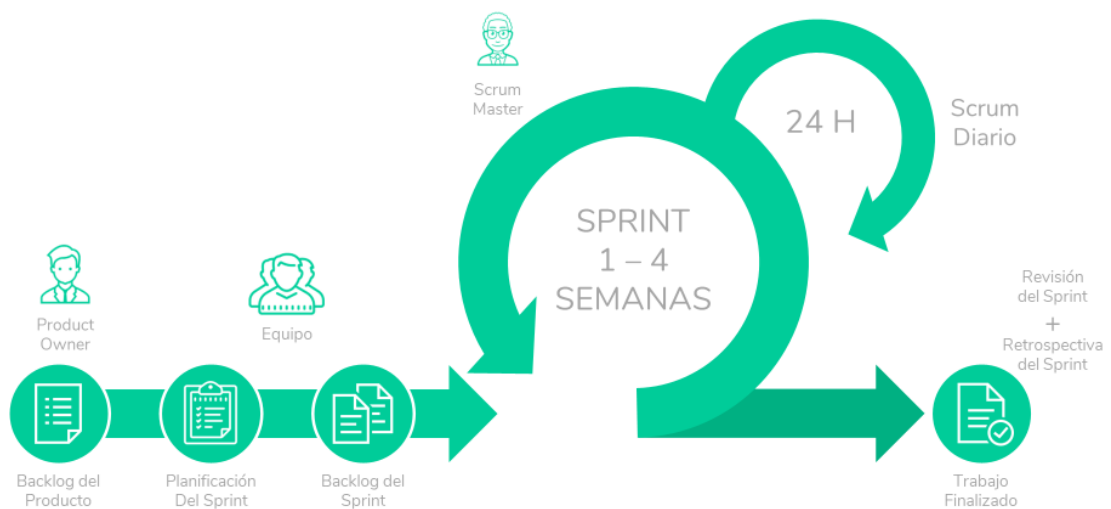 Scrum
Master
24 H
Scrum
Diario
SPRINT
1 – 4
SEMANAS
Product
Owner
Equipo
Revisión
del Sprint
+
Retrospectiva
del Sprint
Backlog del
Producto
Planificación
Del Sprint
Backlog del
Sprint
Trabajo
Finalizado